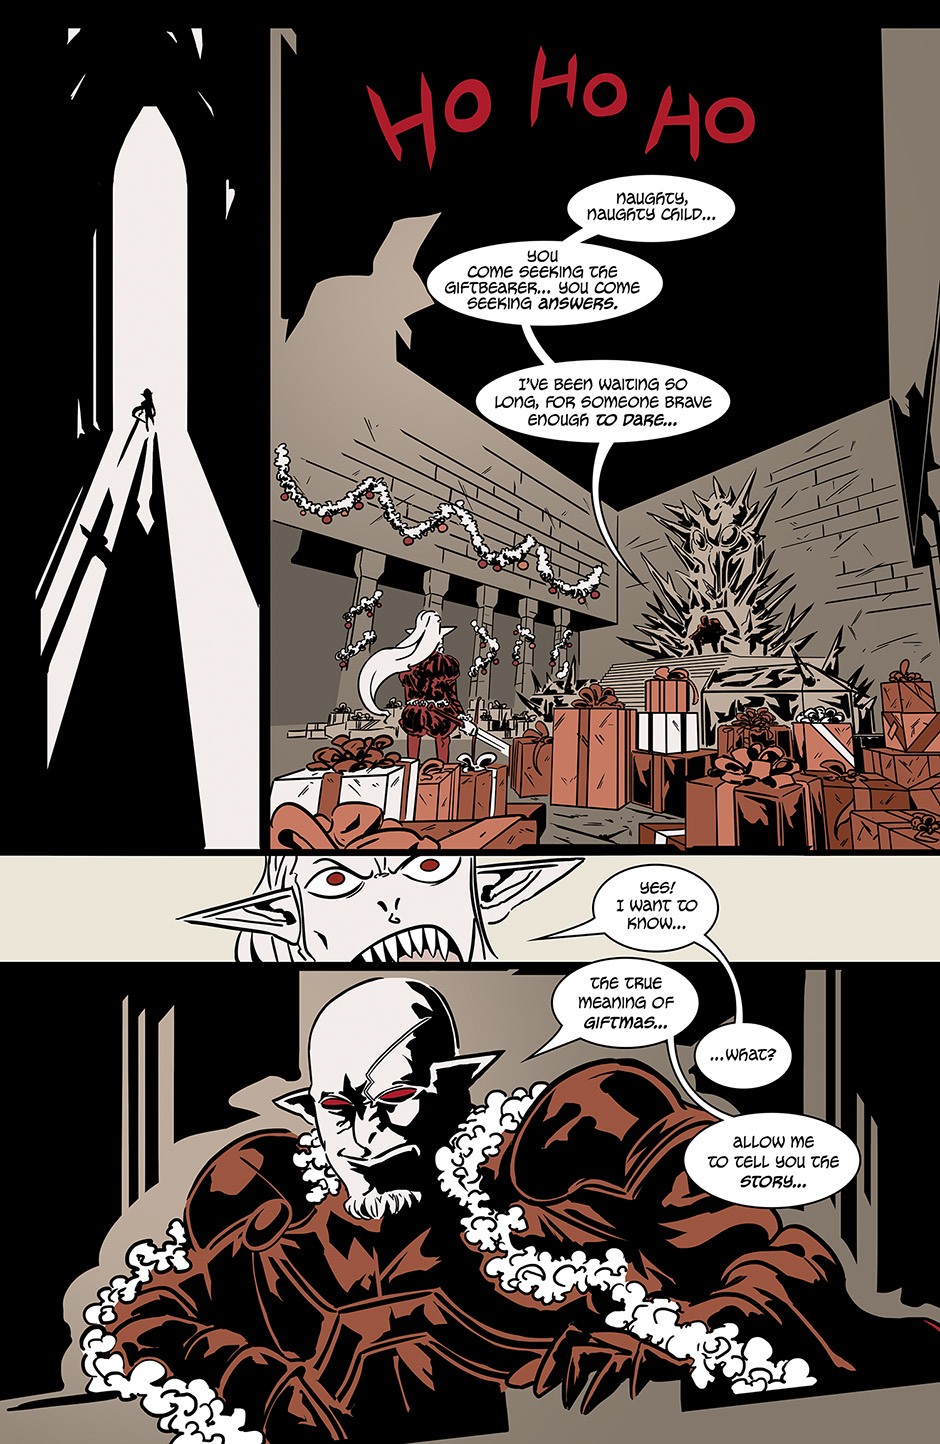 HO HO HO
NAUGHTY,
NAUGHTY CHILD...
YOU
COME SEEKING THE
GIFTBEARER... YOU COME
SEEKING ANSWERS.
I'VE BEEN WAITING SO
LONG, FOR SOMEONE BRAVE
ENOUGH TO DARE...
YES!
I WANT TO
KNOW...
...WHAT?
THE TRUE
MEANING OF
GIFTMAS...
ALLOW ME
TO TELL YOU THE
STORY...